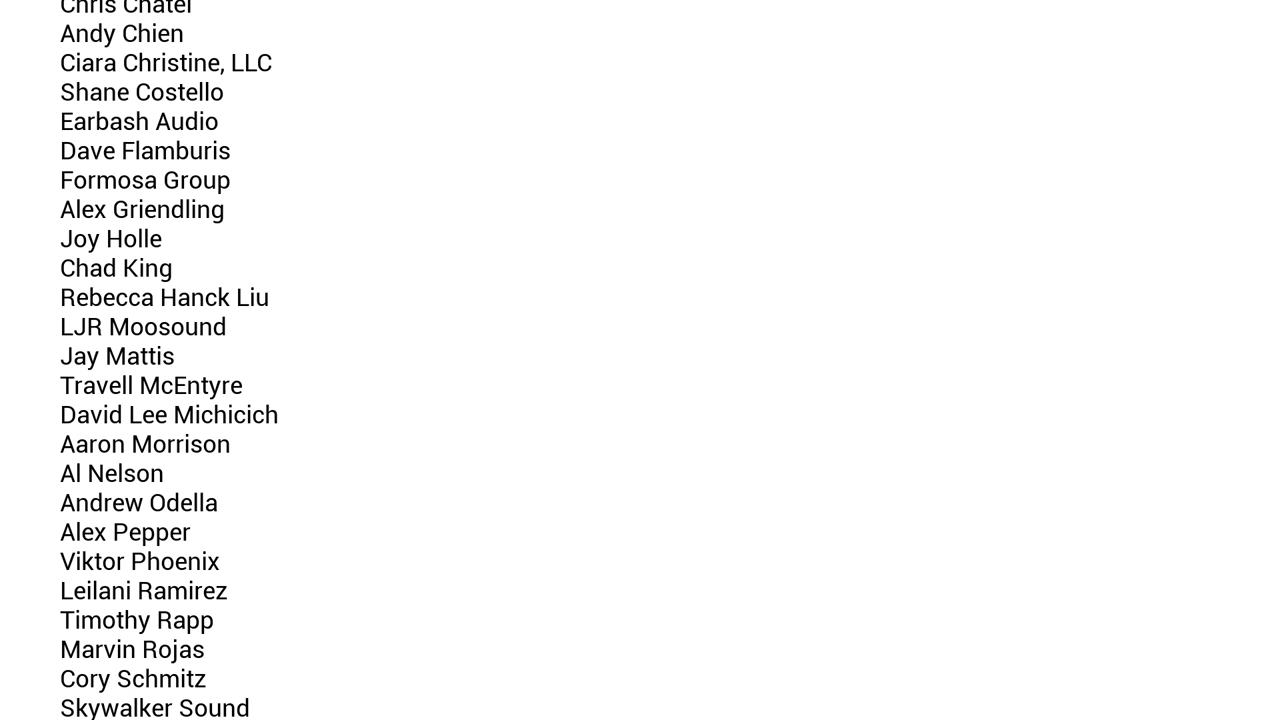 Chris Chatel
Andy Chien
Ciara Christine, LLC
Shane Costello
Earbash Audio
Dave Flamburis
Formosa Group
Alex Griendling
Joy Holle
Chad King
Rebecca Hanck Liu
LJR Moosound
Jay Mattis
Travell McEntyre
David Lee Michicich
Aaron Morrison
Al Nelson
Andrew Odella
Alex Pepper
Viktor Phoenix
Leilani Ramirez
Timothy Rapp
Marvin Rojas
Cory Schmitz
Skywalker Sound